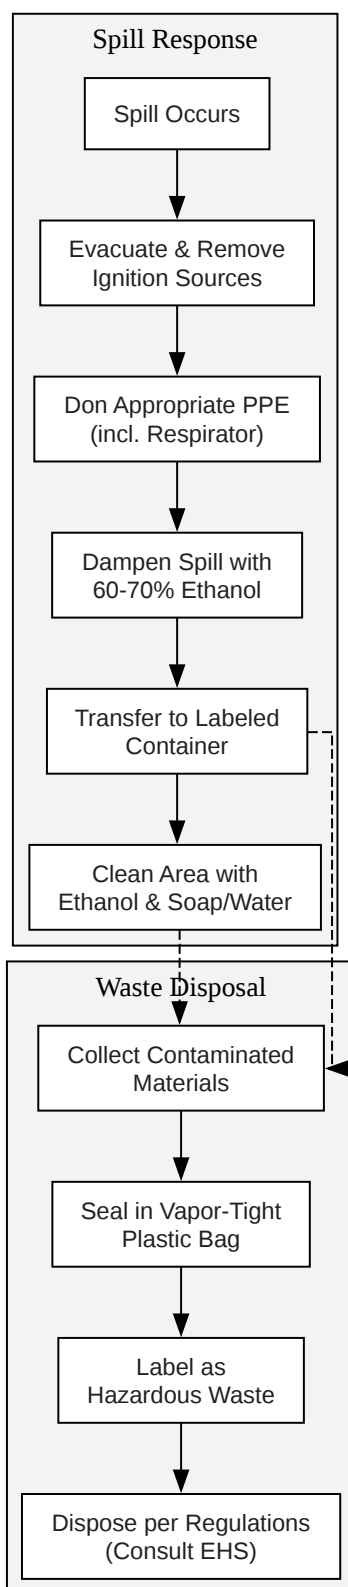 Spill Response
Spill Occurs
Evacuate & Remove
Ignition Sources
Don Appropriate PPE
(incl. Respirator)
Dampen Spill with
60-70% Ethanol
Transfer to Labeled
Container
Clean Area with
Ethanol & Soap/Water
Waste Disposal
Collect Contaminated
Materials
Seal in Vapor-Tight
Plastic Bag
Label as
Hazardous Waste
Dispose per Regulations
(Consult EHS)